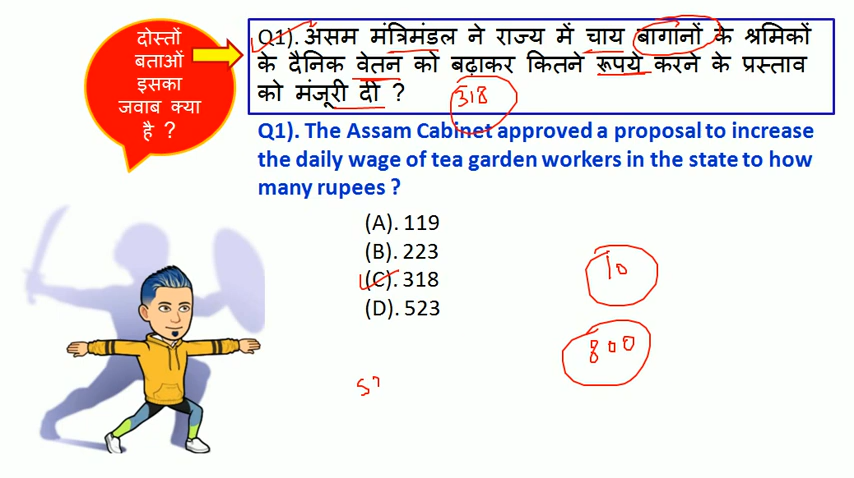 दोस्तों
बताओं
इसका
जवाब क्या
है ?
Q1). असम मंत्रिमंडल ने राज्य में चाय बागानों के श्रमिकों
के दैनिक वेतन को बढ़ाकर कितने रूपये करने के प्रस्ताव
को मंजूरी दी ?
318
Q1). The Assam Cabinet approved a proposal to increase
the daily wage of tea garden workers in the state to how
many rupees ?
(A). 119
(B). 223
(C). 318
(D). 523
10
800